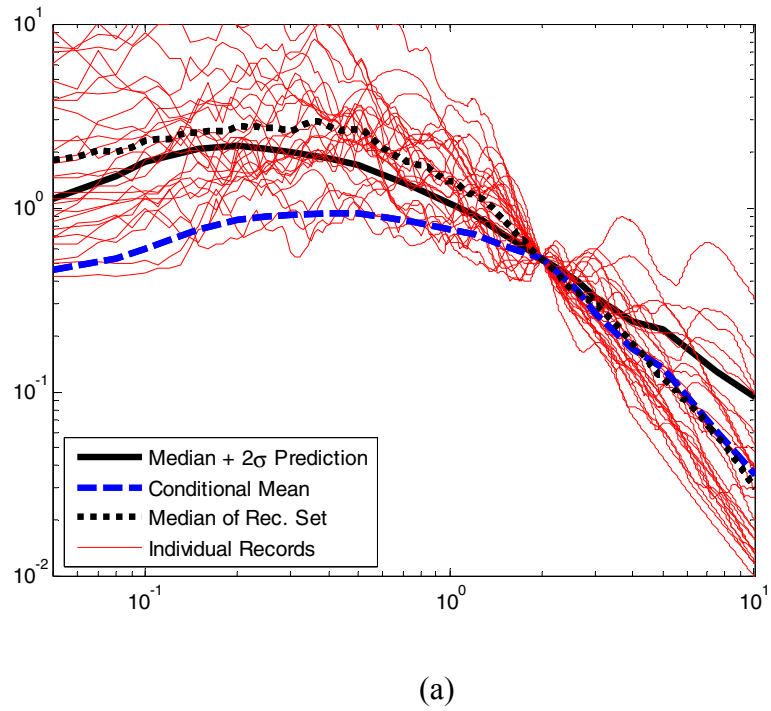 10^1
10^0
10^-1
10^-2
Median + 2σ Prediction
Conditional Mean
Median of Rec. Set
Individual Records
10^-1 10^0 10^1
(a)